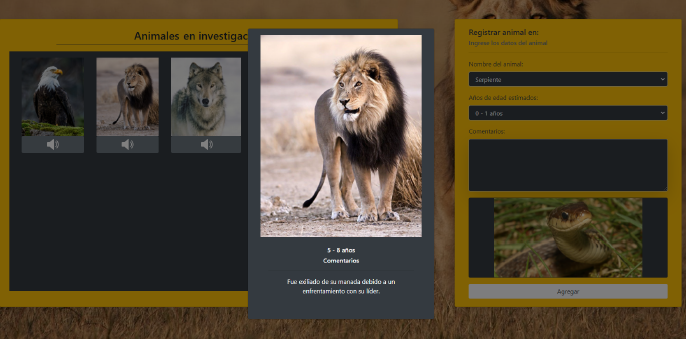 Animales en investigac
5 - 8 años
Comentarios
Fue exiliado de su manada debido a un
enfrentamiento con su líder.
Registrar animal en:
Ingrese los datos del animal
Nombre del animal:
Serpiente
Años de edad estimados:
0 - 1 años
Comentarios:
Agregar